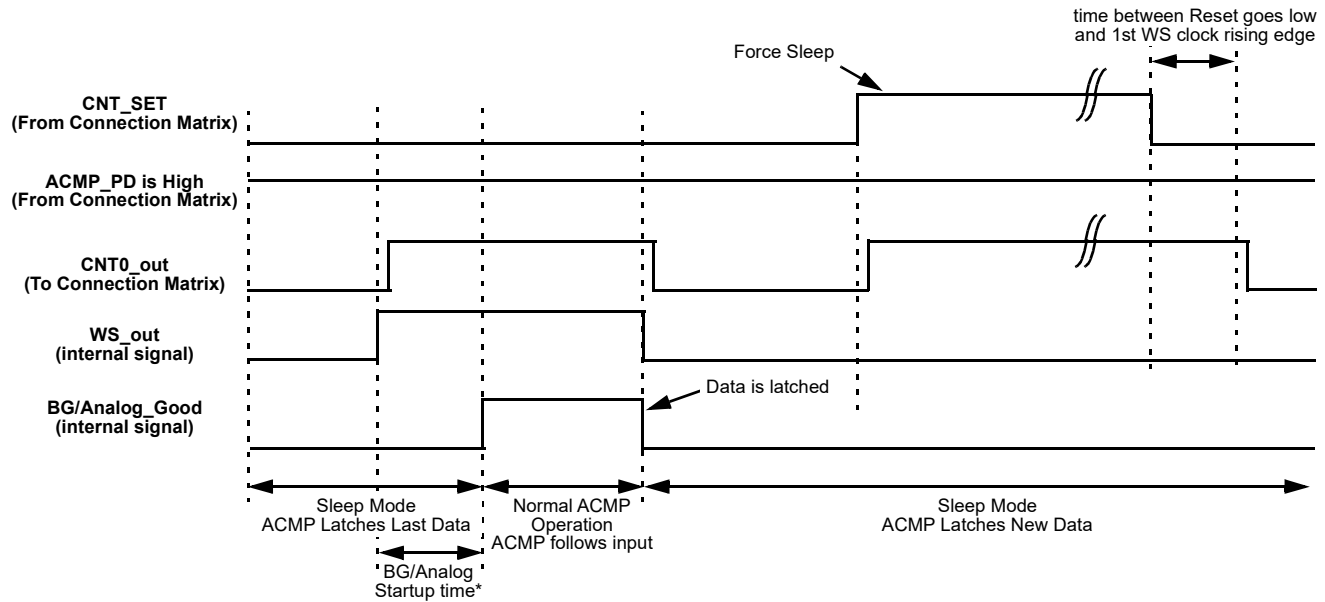 time between Reset goes low
and 1st WS clock rising edge
Force Sleep
CNT_SET
(From Connection Matrix)
ACMP_PD is High
(From Connection Matrix)
CNT0_out
(To Connection Matrix)
WS_out
(internal signal)
Data is latched
BG/Analog_Good
(internal signal)
Sleep Mode
ACMP Latches Last Data
Normal ACMP
Operation
ACMP follows input
Sleep Mode
ACMP Latches New Data
BG/Analog
Startup time*